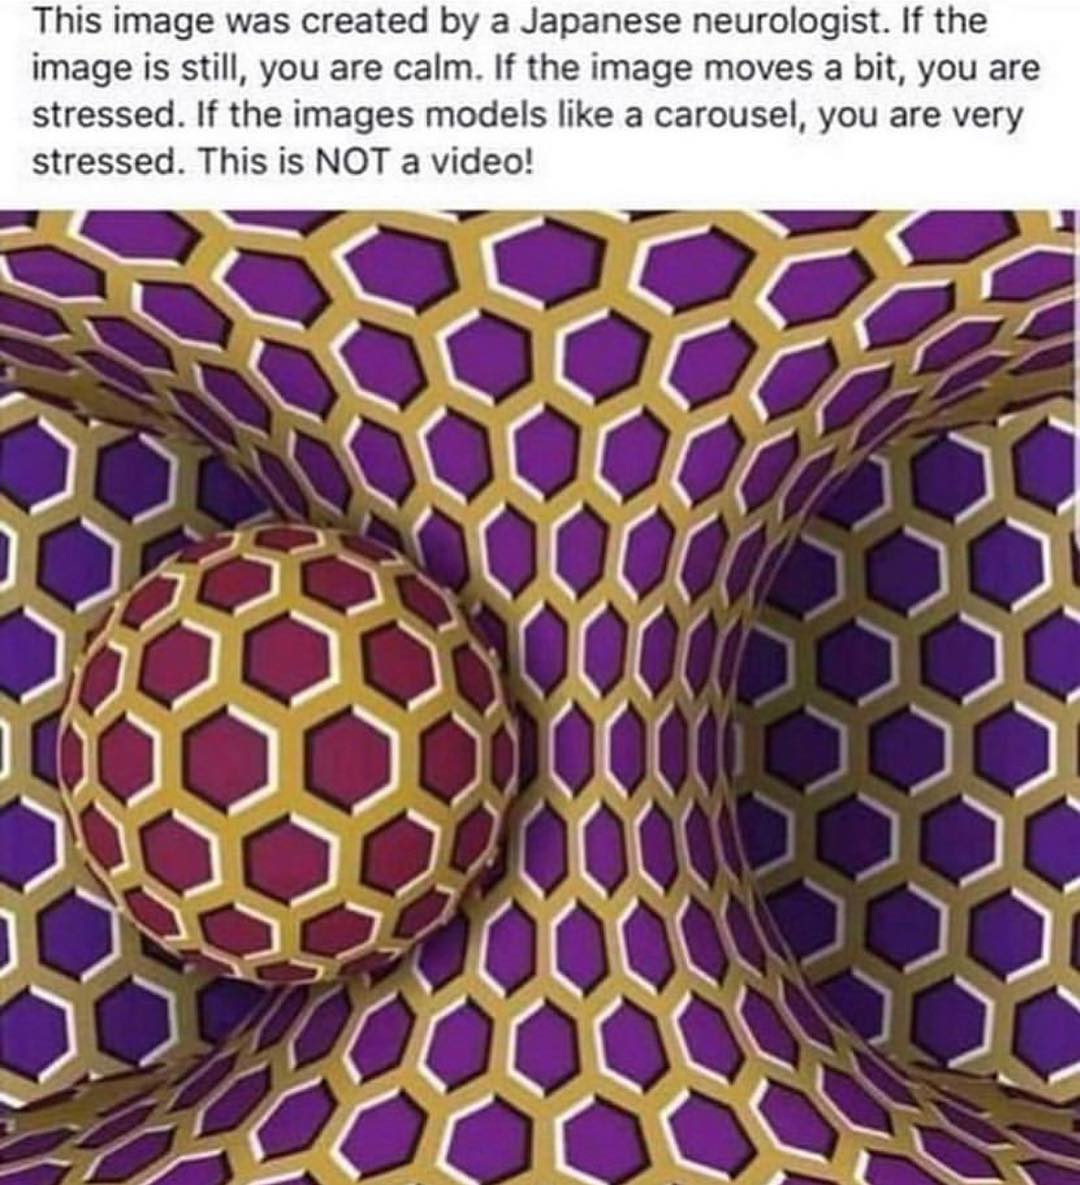 This image was created by a Japanese neurologist. If the
image is still, you are calm. If the image moves a bit, you are
stressed. If the images models like a carousel, you are very
stressed. This is NOT a video!